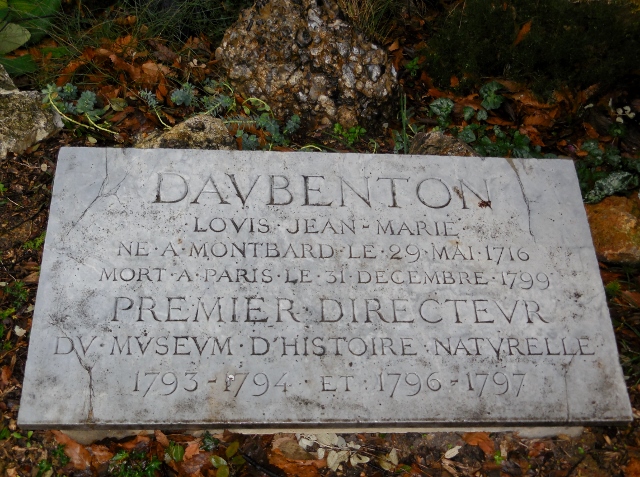 DAVBENTON
LOVIS·JEAN-MARIE
NE·A·MONTBARD·LE·29·MAI·1716
MORT·A·PARIS·LE·31·DECEMBRE·1799
PREMIER·DIRECTEVR
DV·MVSEVM·D'HISTOIRE·NATVRELLE
1793-1794·ET·1796-1797